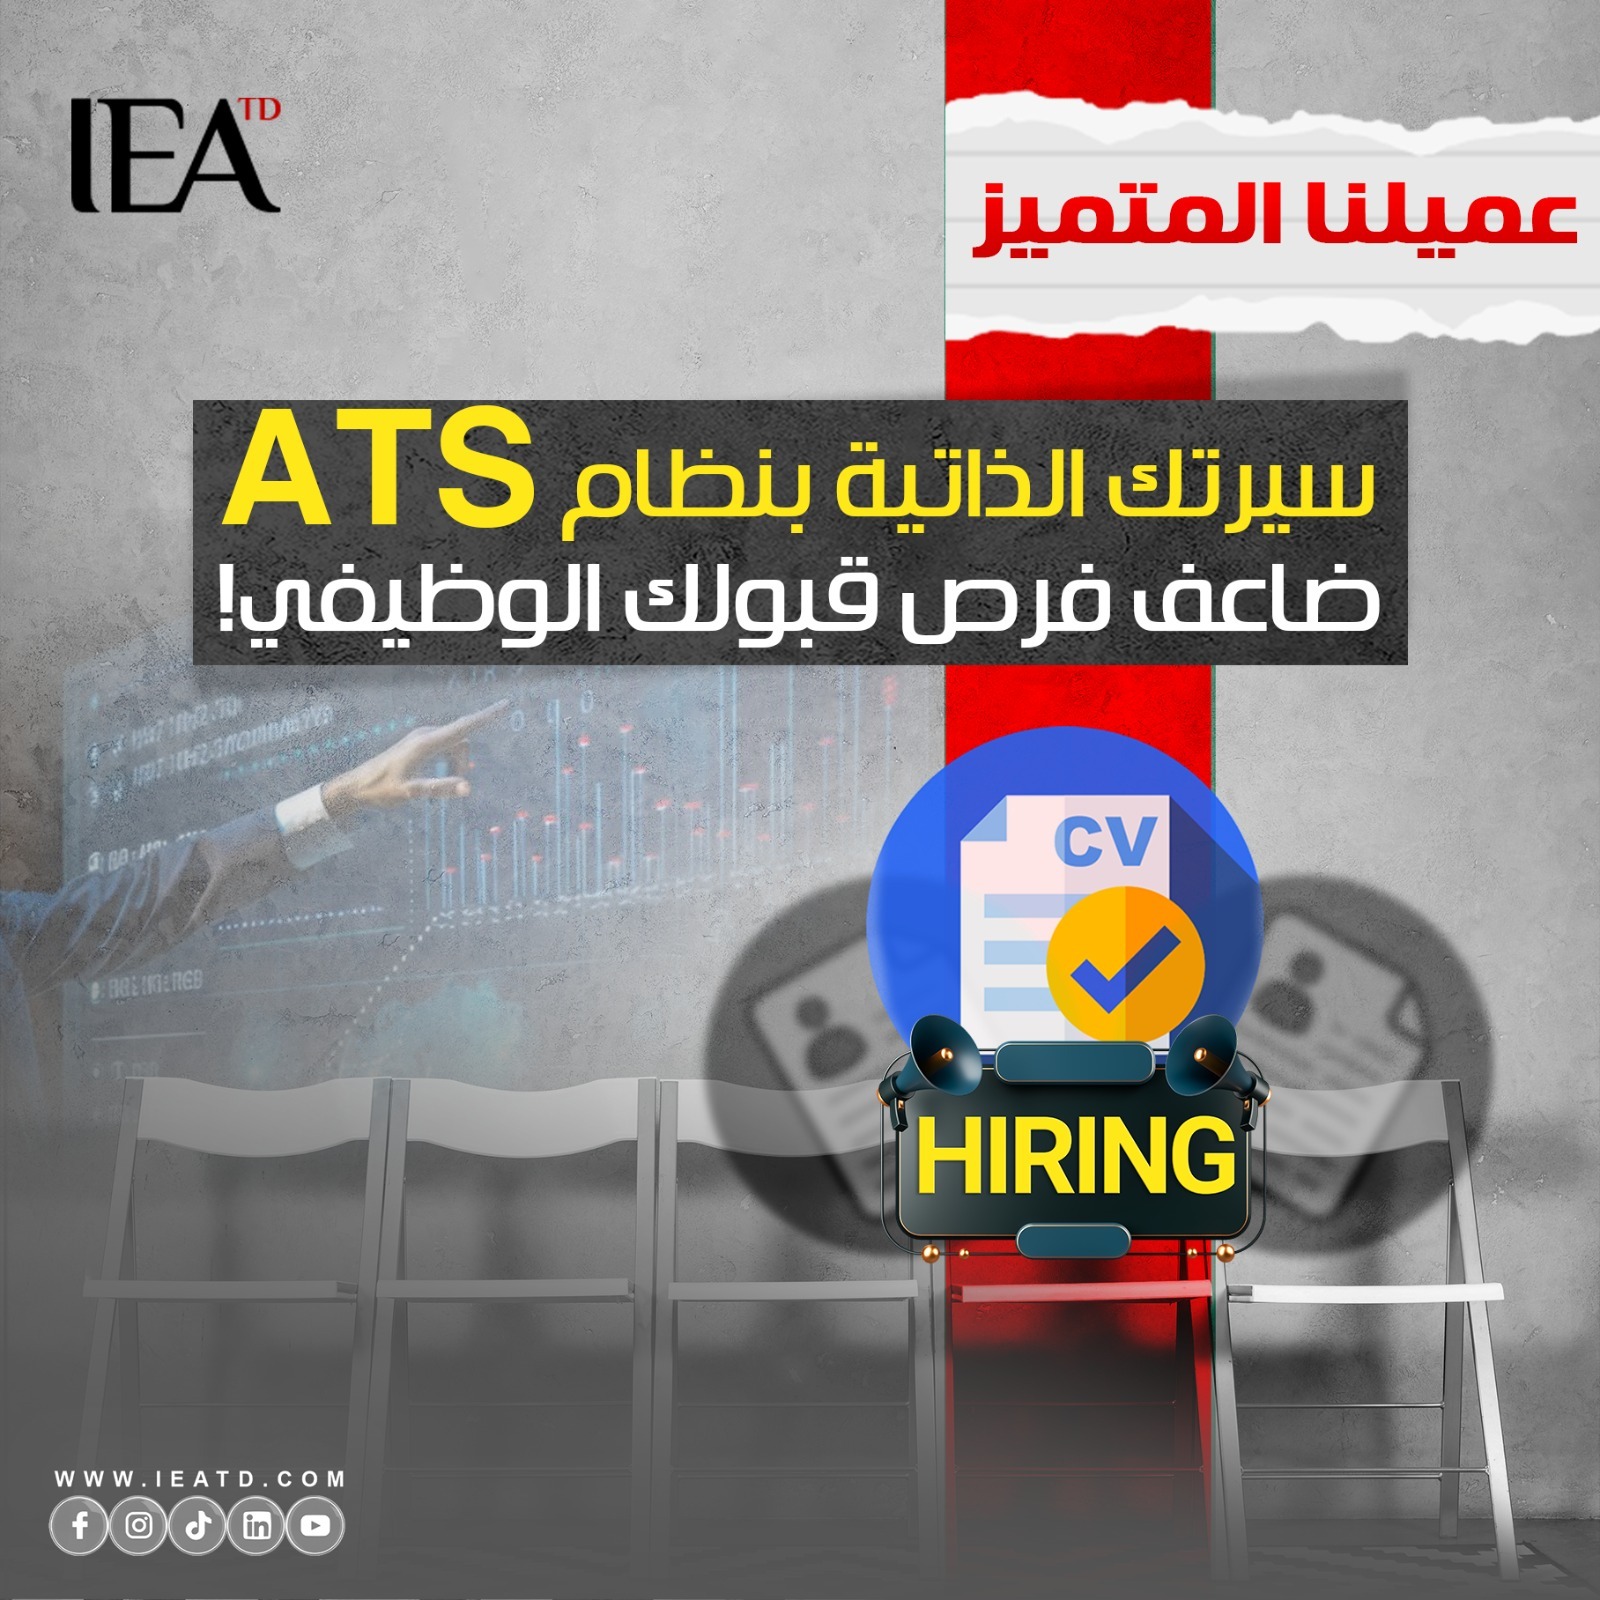 IEA TD
عميلنا المتميز
سيرتك الذاتية بنظام ATS
ضاعف فرص قبولك الوظيفي!
CV
HIRING
WWW.IEATD.COM